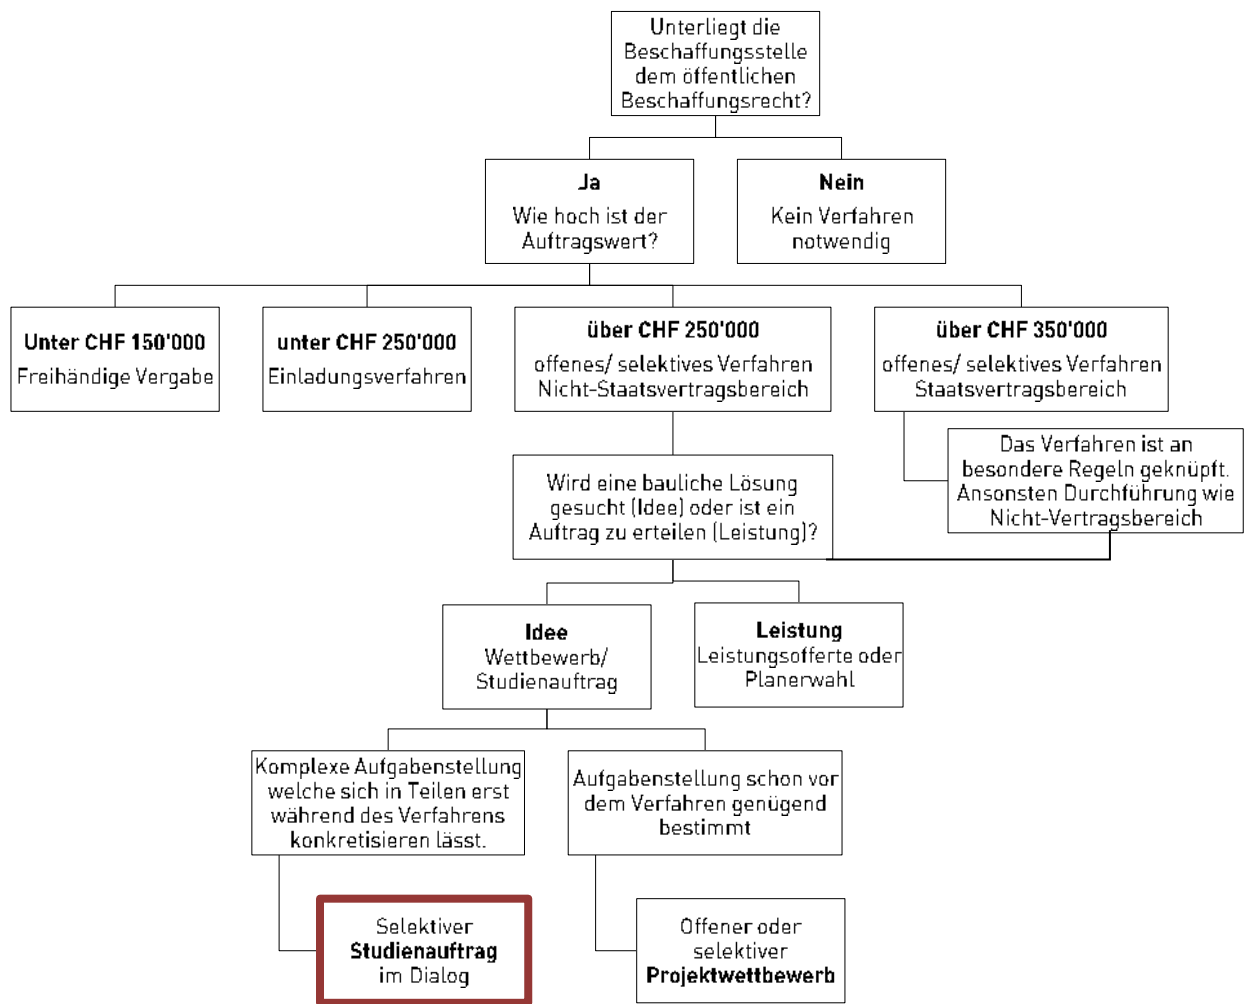 Unterliegt die
Beschaffungsstelle
dem öffentlichen
Beschaffungsrecht?
Ja
Wie hoch ist der
Auftragswert?
Nein
Kein Verfahren
notwendig
Unter CHF 150'000
Freihändige Vergabe
unter CHF 250'000
Einladungsverfahren
über CHF 250'000
offenes/ selektives Verfahren
Nicht-Staatsvertragsbereich
über CHF 350'000
offenes/ selektives Verfahren
Staatsvertragsbereich
Das Verfahren ist an
besondere Regeln geknüpft.
Ansonsten Durchführung wie
Nicht-Vertragsbereich
Wird eine bauliche Lösung
gesucht (Idee) oder ist ein
Auftrag zu erteilen (Leistung)?
Idee
Wettbewerb/
Studienauftrag
Leistung
Leistungsofferte oder
Planerwahl
Komplexe Aufgabenstellung
welche sich in Teilen erst
während des Verfahrens
konkretisieren lässt.
Aufgabenstellung schon vor
dem Verfahren genügend
bestimmt
Selektiver
Studienauftrag
im Dialog
Offener oder
selektiver
Projektwettbewerb